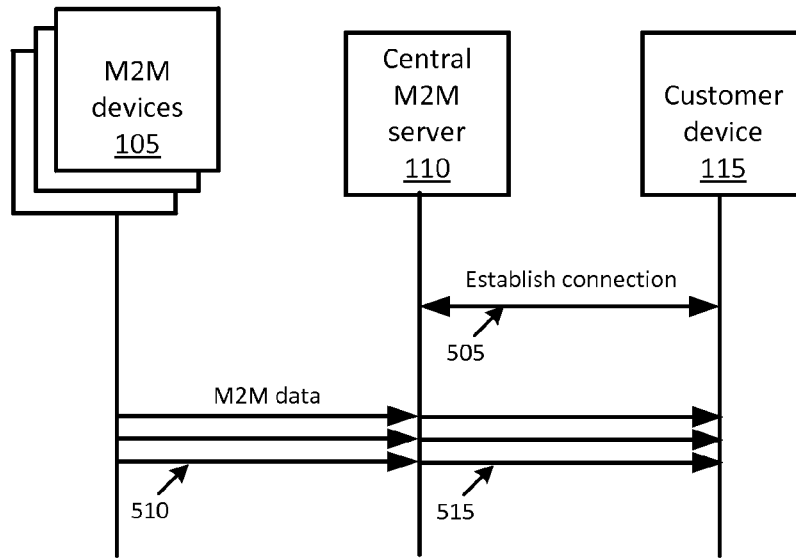 M2M
devices
105
Central
M2M
server
110
Customer
device
115
Establish connection
505
M2M data
510
515